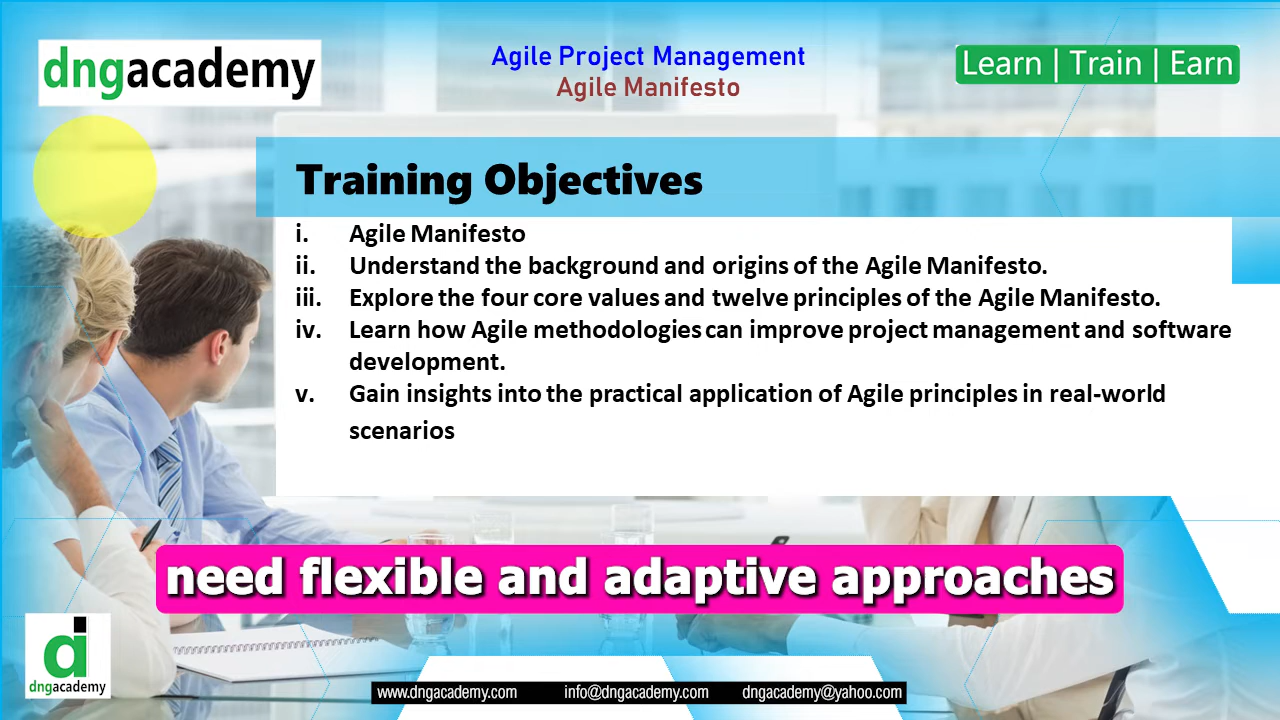 dngacademy
Agile Project Management
Agile Manifesto
Learn | Train | Earn
Training Objectives
i. Agile Manifesto
ii. Understand the background and origins of the Agile Manifesto.
iii. Explore the four core values and twelve principles of the Agile Manifesto.
iv. Learn how Agile methodologies can improve project management and software
development.
v. Gain insights into the practical application of Agile principles in real-world
scenarios
need flexible and adaptive approaches
di
dngacademy
www.dngacademy.com info@dngacademy.com dngacademy@yahoo.com